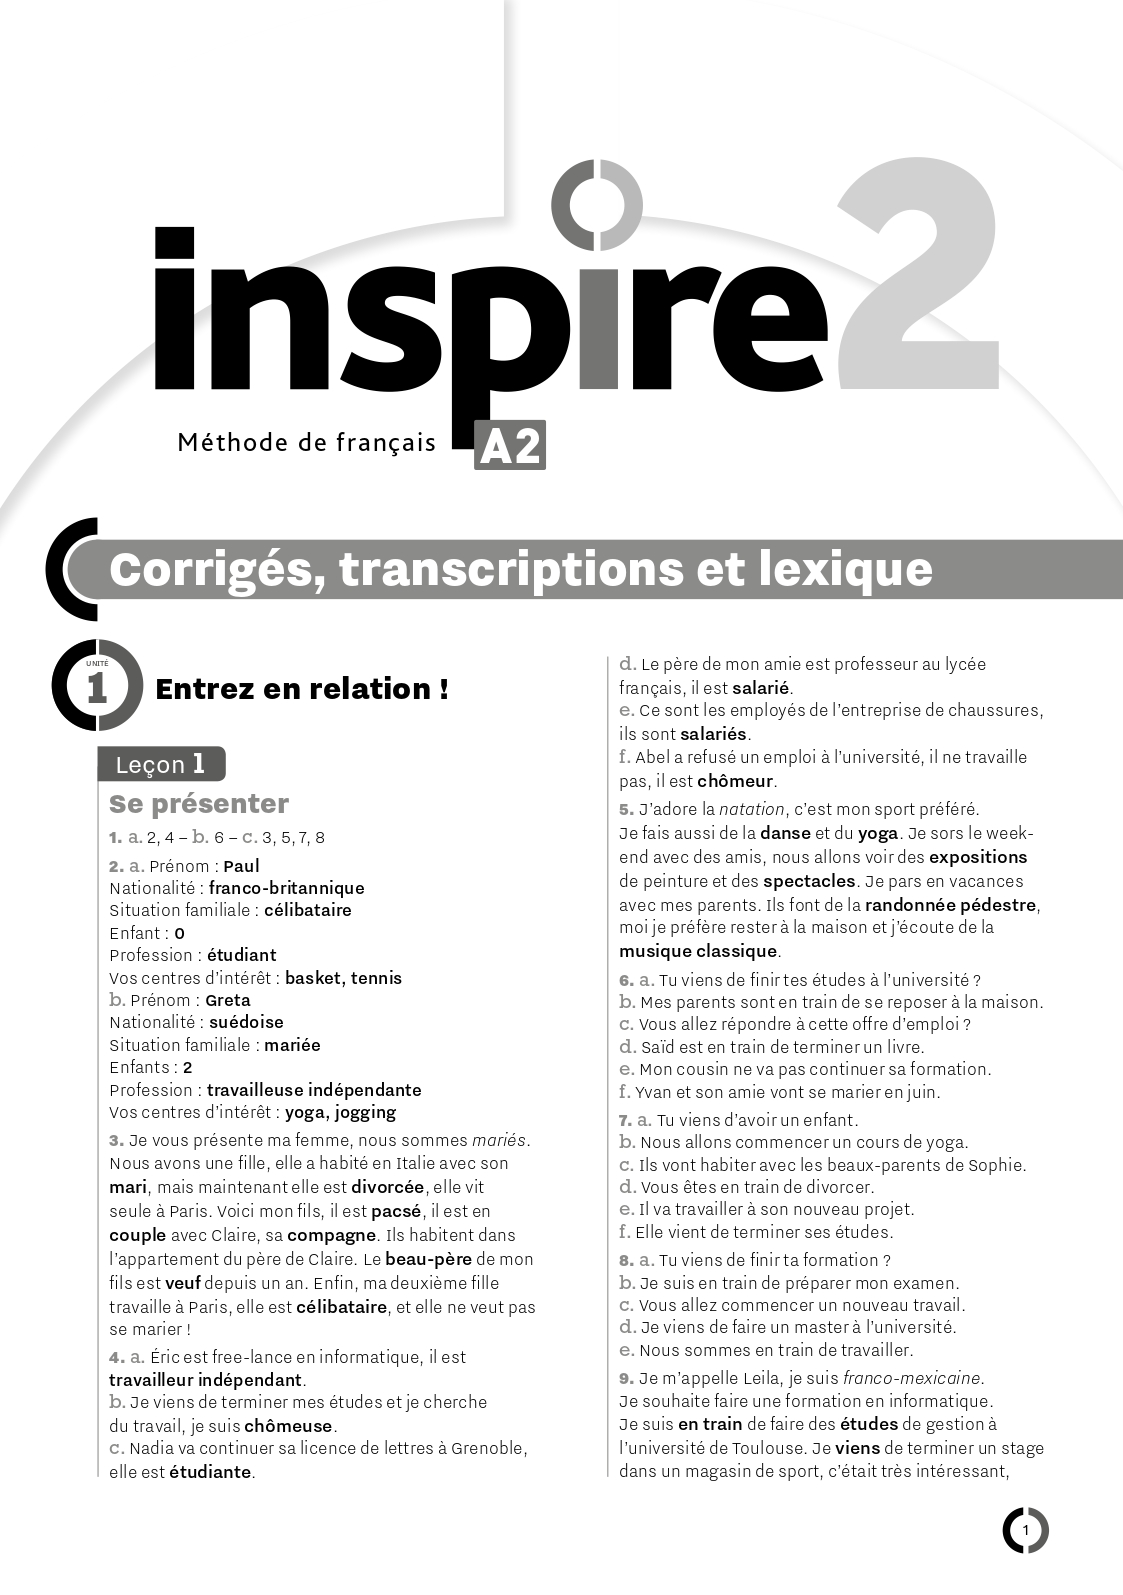 inspire2
Méthode de français A2
Corrigés, transcriptions et lexique
UNITÉ
1
Entrez en relation !
Leçon 1
Se présenter
1. a. 2, 4 – b. 6 – c. 3, 5, 7, 8
2. a. Prénom : Paul
Nationalité : franco-britannique
Situation familiale : célibataire
Enfant : 0
Profession : étudiant
Vos centres d’intérêt : basket, tennis
b. Prénom : Greta
Nationalité : suédoise
Situation familiale : mariée
Enfants : 2
Profession : travailleuse indépendante
Vos centres d’intérêt : yoga, jogging
3. Je vous présente ma femme, nous sommes mariés.
Nous avons une fille, elle a habité en Italie avec son
mari, mais maintenant elle est divorcée, elle vit
seule à Paris. Voici mon fils, il est pacsé, il est en
couple avec Claire, sa compagne. Ils habitent dans
l’appartement du père de Claire. Le beau-père de mon
fils est veuf depuis un an. Enfin, ma deuxième fille
travaille à Paris, elle est célibataire, et elle ne veut pas
se marier !
4. a. Éric est free-lance en informatique, il est
travailleur indépendant.
b. Je viens de terminer mes études et je cherche
du travail, je suis chômeuse.
c. Nadia va continuer sa licence de lettres à Grenoble,
elle est étudiante.
d. Le père de mon amie est professeur au lycée
français, il est salarié.
e. Ce sont les employés de l’entreprise de chaussures,
ils sont salariés.
f. Abel a refusé un emploi à l’université, il ne travaille
pas, il est chômeur.
5. J’adore la natation, c’est mon sport préféré.
Je fais aussi de la danse et du yoga. Je sors le week-
end avec des amis, nous allons voir des expositions
de peinture et des spectacles. Je pars en vacances
avec mes parents. Ils font de la randonnée pédestre,
moi je préfère rester à la maison et j’écoute de la
musique classique.
6. a. Tu viens de finir tes études à l’université ?
b. Mes parents sont en train de se reposer à la maison.
c. Vous allez répondre à cette offre d’emploi ?
d. Saïd est en train de terminer un livre.
e. Mon cousin ne va pas continuer sa formation.
f. Yvan et son amie vont se marier en juin.
7. a. Tu viens d’avoir un enfant.
b. Nous allons commencer un cours de yoga.
c. Ils vont habiter avec les beaux-parents de Sophie.
d. Vous êtes en train de divorcer.
e. Il va travailler à son nouveau projet.
f. Elle vient de terminer ses études.
8. a. Tu viens de finir ta formation ?
b. Je suis en train de préparer mon examen.
c. Vous allez commencer un nouveau travail.
d. Je viens de faire un master à l’université.
e. Nous sommes en train de travailler.
9. Je m’appelle Leila, je suis franco-mexicaine.
Je souhaite faire une formation en informatique.
Je suis en train de faire des études de gestion à
l’université de Toulouse. Je viens de terminer un stage
dans un magasin de sport, c’était très intéressant,
1